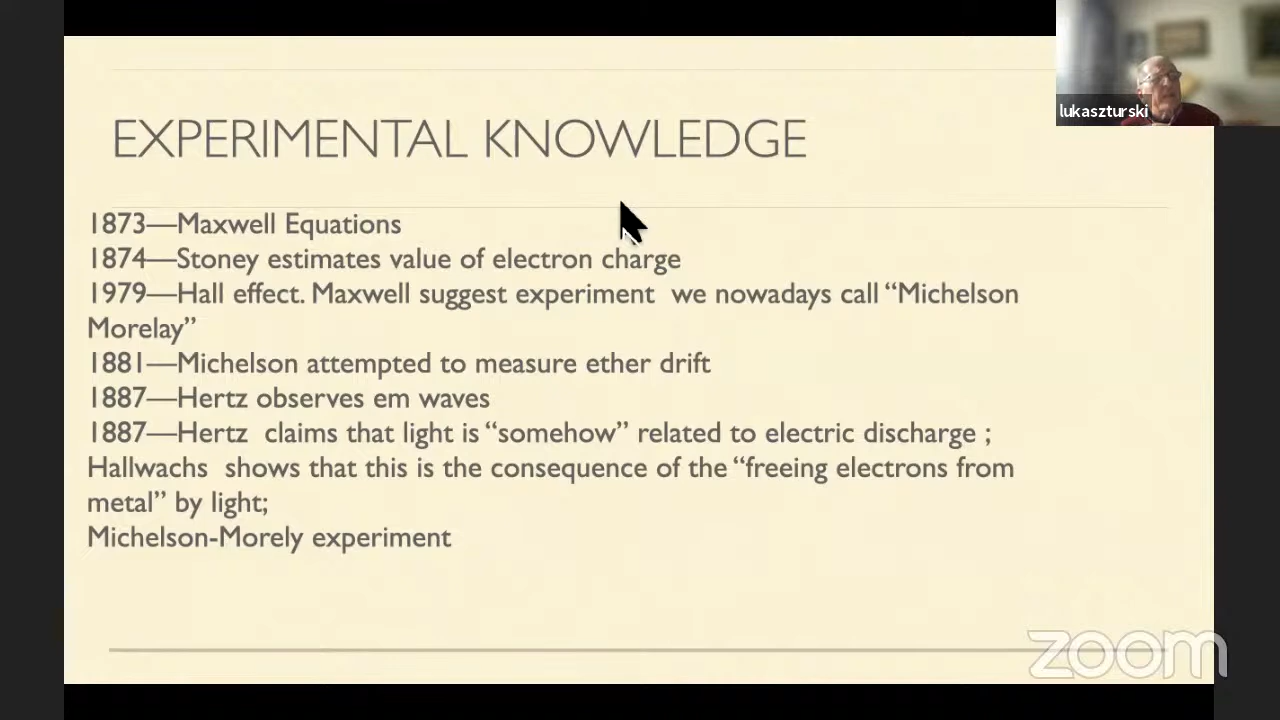 lukaszturski
EXPERIMENTAL KNOWLEDGE
1873—Maxwell Equations
1874—Stoney estimates value of electron charge
1979—Hall effect. Maxwell suggest experiment  we nowadays call “Michelson
Morelay”
1881—Michelson attempted to measure ether drift
1887—Hertz observes em waves
1887—Hertz  claims that light is “somehow” related to electric discharge ;
Hallwachs  shows that this is the consequence of the “freeing electrons from
metal” by light;
Michelson-Morely experiment
zoom